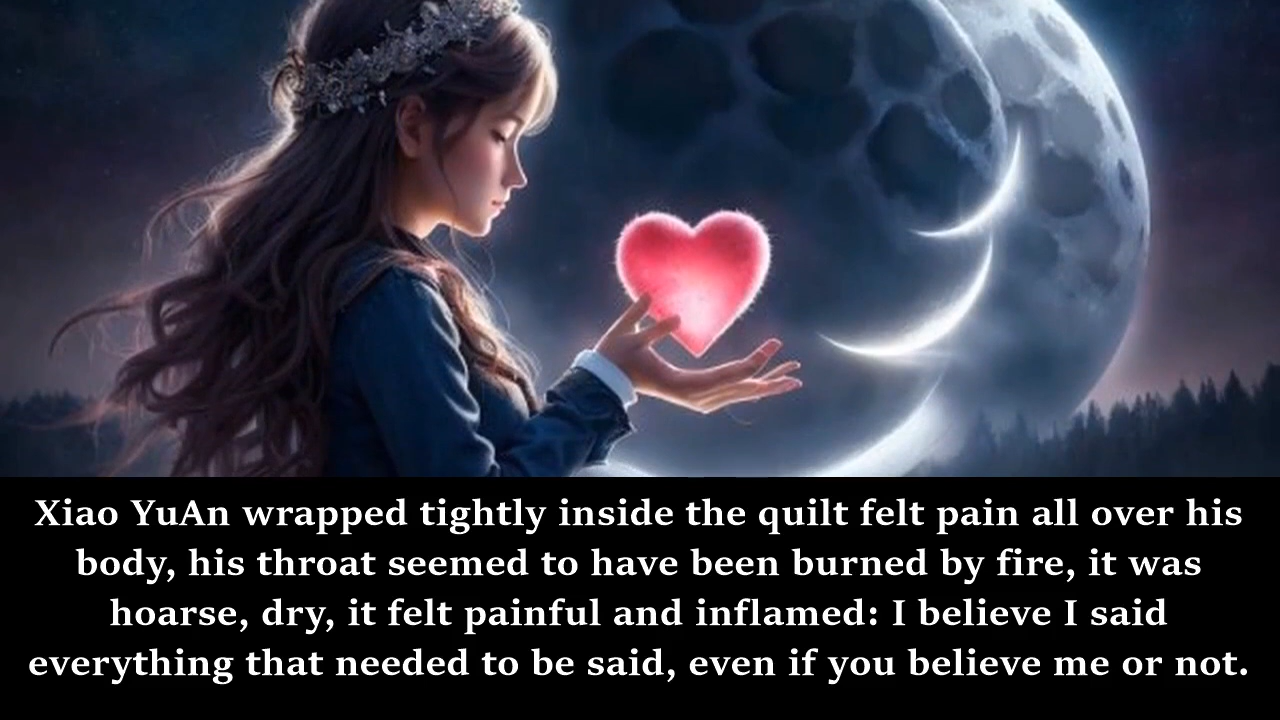 Xiao YuAn wrapped tightly inside the quilt felt pain all over his
body, his throat seemed to have been burned by fire, it was
hoarse, dry, it felt painful and inflamed: I believe I said
everything that needed to be said, even if you believe me or not.